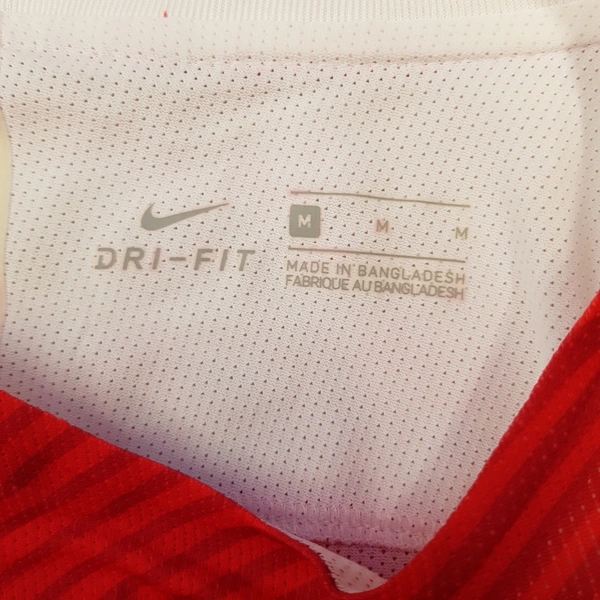 DRI-FIT
M M M
MADE IN BANGLADESH
FABRIQUE AU BANGLADESH